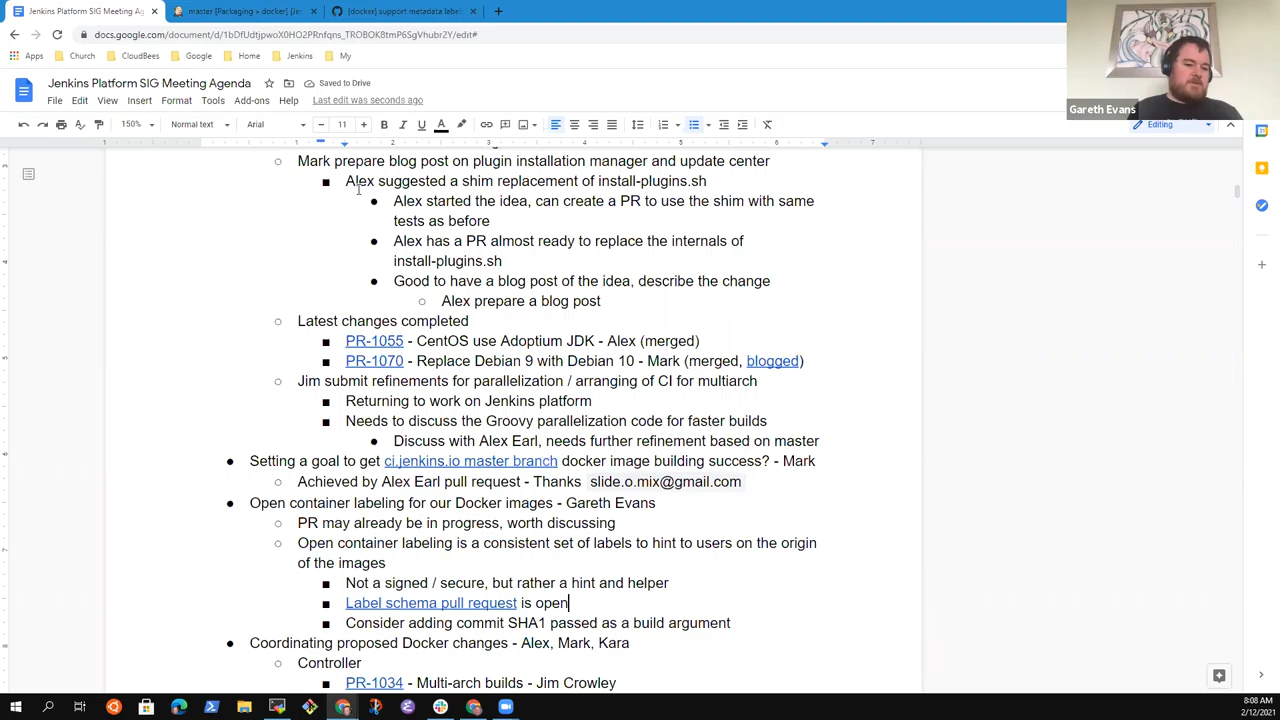 Jenkins Platform SIG Meeting Ag
master [Packaging » docker] [Je
[docker] support metadata label
docs.google.com/document/d/1bDfUdtjpwoX0HO2PRnfqns_TROBOK8tmP6SgVhubr2Y/edit#
Apps Church CloudBees Google Home Jenkins My
Gareth Evans
Jenkins Platform SIG Meeting Agenda
Saved to Drive
File Edit View Insert Format Tools Add-ons Help Last edit was seconds ago
150% Normal text Arial 11 Editing
1 1 2 3 4 5 6 7
Mark prepare blog post on plugin installation manager and update center
Alex suggested a shim replacement of install-plugins.sh
Alex started the idea, can create a PR to use the shim with same
tests as before
Alex has a PR almost ready to replace the internals of
install-plugins.sh
Good to have a blog post of the idea, describe the change
Alex prepare a blog post
Latest changes completed
PR-1055 - CentOS use Adoptium JDK - Alex (merged)
PR-1070 - Replace Debian 9 with Debian 10 - Mark (merged, blogged)
Jim submit refinements for parallelization / arranging of CI for multiarch
Returning to work on Jenkins platform
Needs to discuss the Groovy parallelization code for faster builds
Discuss with Alex Earl, needs further refinement based on master
Setting a goal to get ci.jenkins.io master branch docker image building success? - Mark
Achieved by Alex Earl pull request - Thanks slide.o.mix@gmail.com
Open container labeling for our Docker images - Gareth Evans
PR may already be in progress, worth discussing
Open container labeling is a consistent set of labels to hint to users on the origin
of the images
Not a signed / secure, but rather a hint and helper
Label schema pull request is open
Consider adding commit SHA1 passed as a build argument
Coordinating proposed Docker changes - Alex, Mark, Kara
Controller
PR-1034 - Multi-arch builds - Jim Crowley
8:08 AM
2/12/2021